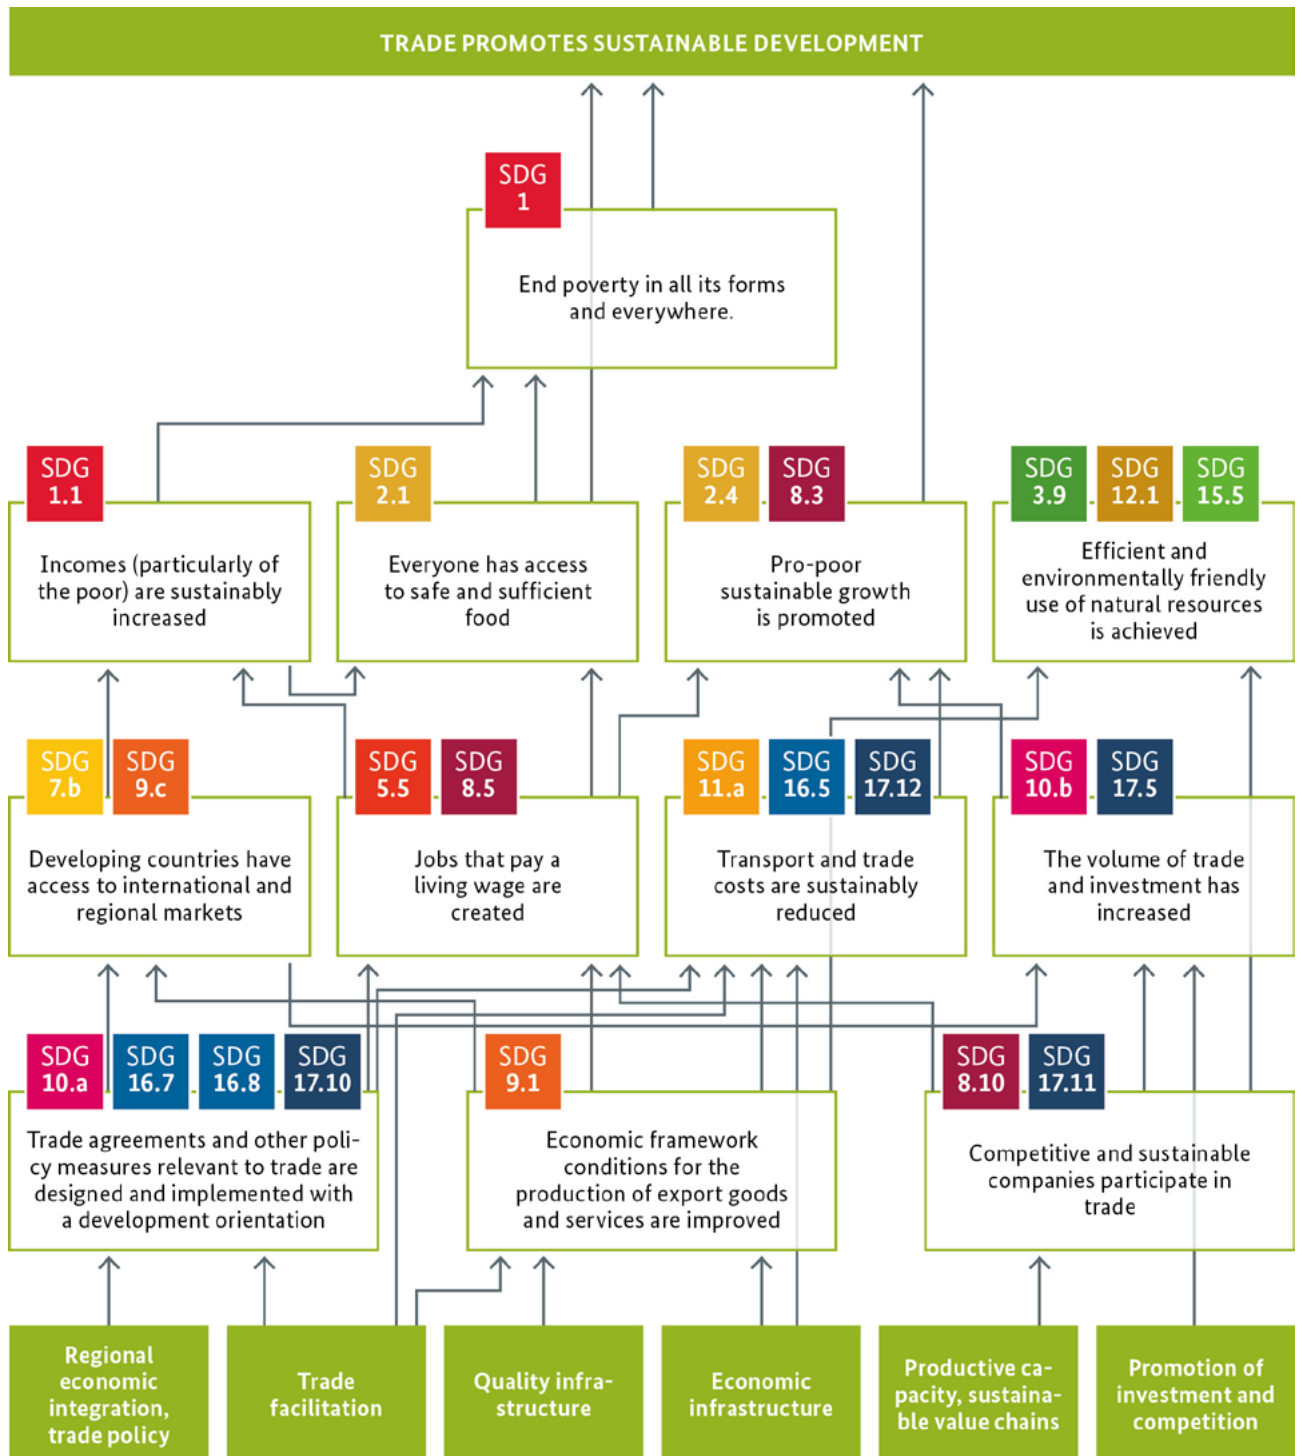 TRADE PROMOTES SUSTAINABLE DEVELOPMENT
SDG
1
End poverty in all its forms
and everywhere.
SDG
1.1
Incomes (particularly of
the poor) are sustainably
increased
SDG
2.1
Everyone has access
to safe and sufficient
food
SDG
2.4
SDG
8.3
Pro-poor
sustainable growth
is promoted
SDG
3.9
SDG
12.1
SDG
15.5
Efficient and
environmentally friendly
use of natural resources
is achieved
SDG
7.b
SDG
9.c
Developing countries have
access to international and
regional markets
SDG
5.5
SDG
8.5
Jobs that pay a
living wage are
created
SDG
11.a
SDG
16.5
SDG
17.12
Transport and trade
costs are sustainably
reduced
SDG
10.b
SDG
17.5
The volume of trade
and investment has
increased
SDG
10.a
SDG
16.7
SDG
16.8
SDG
17.10
Trade agreements and other poli-
cy measures relevant to trade are
designed and implemented with
a development orientation
SDG
9.1
Economic framework
conditions for the
production of export goods
and services are improved
SDG
8.10
SDG
17.11
Competitive and sustainable
companies participate in
trade
Regional
economic
integration,
trade policy
Trade
facilitation
Quality infra-
structure
Economic
infrastructure
Productive ca-
pacity, sustaina-
ble value chains
Promotion of
investment and
competition